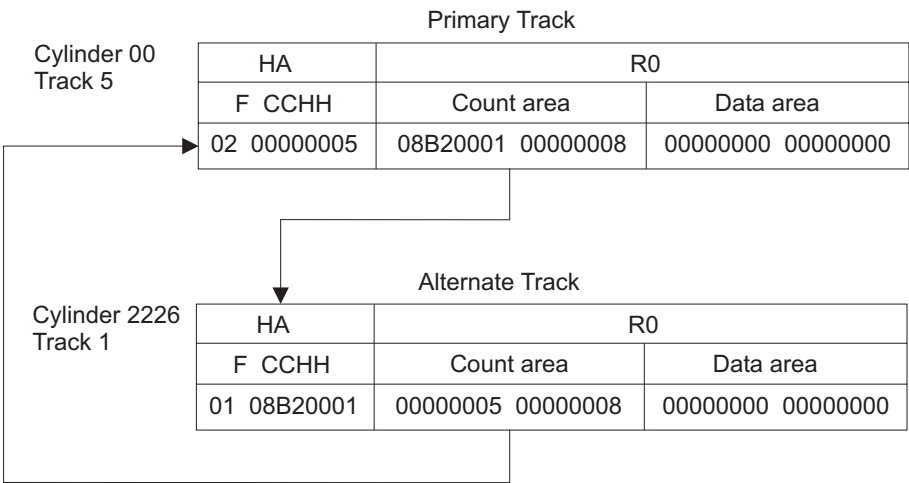 Primary Track
Cylinder 00
Track 5
HA R0
F CCHH Count area Data area
02 00000005 08B20001 00000008 00000000 00000000
Alternate Track
Cylinder 2226
Track 1
HA R0
F CCHH Count area Data area
01 08B20001 00000005 00000008 00000000 00000000